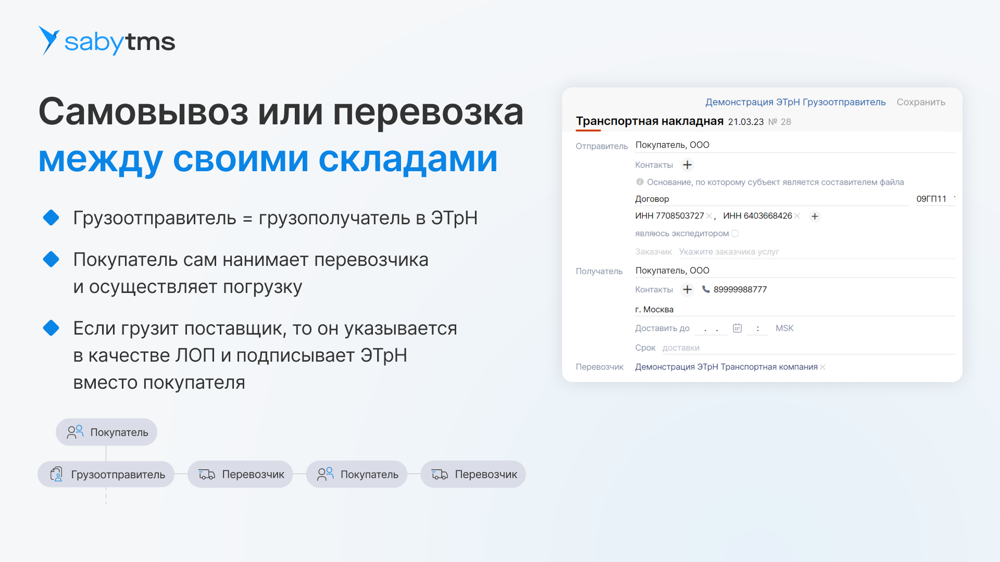 sabytms
Самовывоз или перевозка
между своими складами
Грузоотправитель = грузополучатель в ЭТрН
Покупатель сам нанимает перевозчика
и осуществляет погрузку
Если грузит поставщик, то он указывается
в качестве ЛОП и подписывает ЭТрН
вместо покупателя
Покупатель
Грузоотправитель Перевозчик Покупатель Перевозчик
Демонстрация ЭТрН Грузоотправитель Сохранить
Транспортная накладная 21.03.23 № 28
Отправитель Покупатель, ООО
Контакты +
Основание, по которому субъект является составителем файла
Договор 09ГП11
ИНН 7708503727 ×, ИНН 6403668426 × +
являюсь экспедитором
Заказчик Укажите заказчика услуг
Получатель Покупатель, ООО
Контакты + 89999988777
г. Москва
Доставить до . . : MSK
Срок доставки
Перевозчик Демонстрация ЭТрН Транспортная компания ×